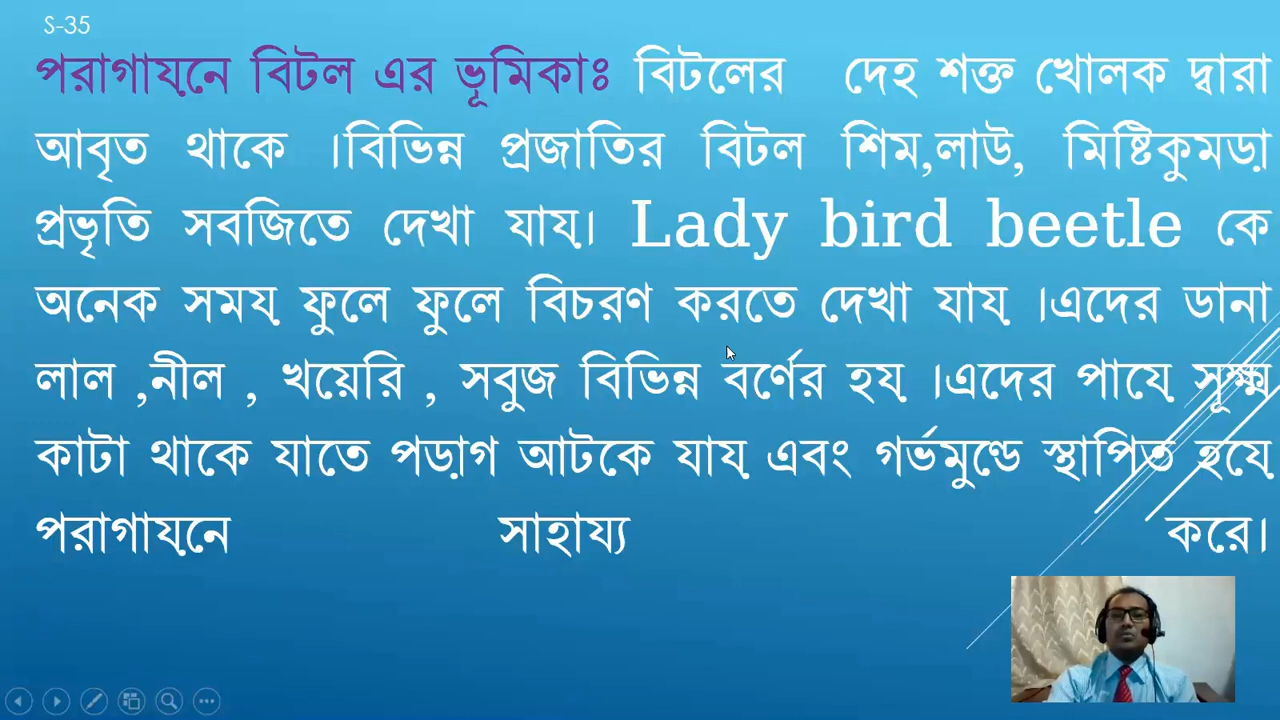 S-35
পরাগায়নে বিটল এর ভূমিকাঃ বিটলের দেহ শক্ত খোলক দ্বারা
আবৃত থাকে ।বিভিন্ন প্রজাতির বিটল শিম,লাউ, মিষ্টিকুমড়া
প্রভৃতি সবজিতে দেখা যায়। Lady bird beetle কে
অনেক সময় ফুলে ফুলে বিচরণ করতে দেখা যায় ।এদের ডানা
লাল ,নীল , খয়েরি , সবুজ বিভিন্ন বর্ণের হয় ।এদের পায়ে সূক্ষ্ম
কাটা থাকে যাতে পড়াগ আটকে যায় এবং গর্ভমুণ্ডে স্থাপিত হয়ে
পরাগায়নে সাহায্য করে।